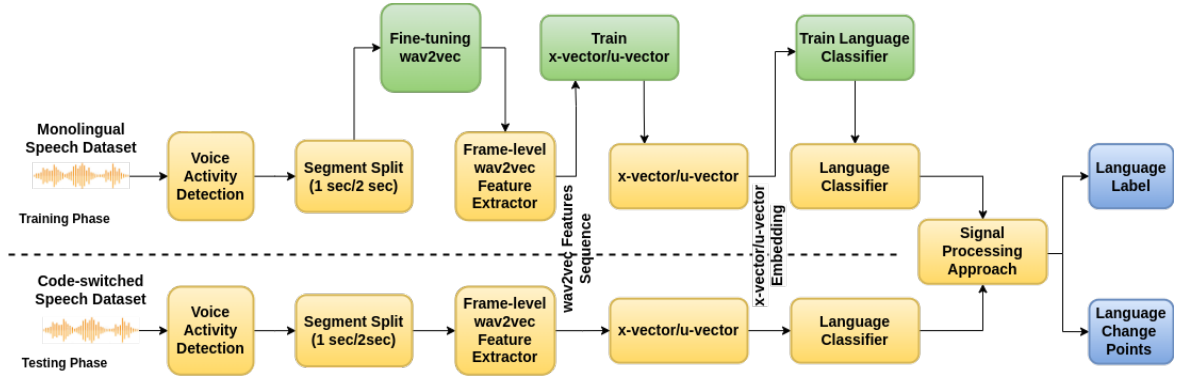 Fine-tuning
wav2vec
Train
x-vector/u-vector
Train Language
Classifier
Monolingual
Speech Dataset
Training Phase
Voice
Activity
Detection
Segment Split
(1 sec/2 sec)
Frame-level
wav2vec
Feature
Extractor
wav2vec Features
Sequence
x-vector/u-vector
x-vector/u-vector
Embedding
Language
Classifier
Signal
Processing
Approach
Language
Label
Language
Change
Points
Code-switched
Speech Dataset
Testing Phase
Voice
Activity
Detection
Segment Split
(1 sec/2sec)
Frame-level
wav2vec
Feature
Extractor
x-vector/u-vector
Language
Classifier